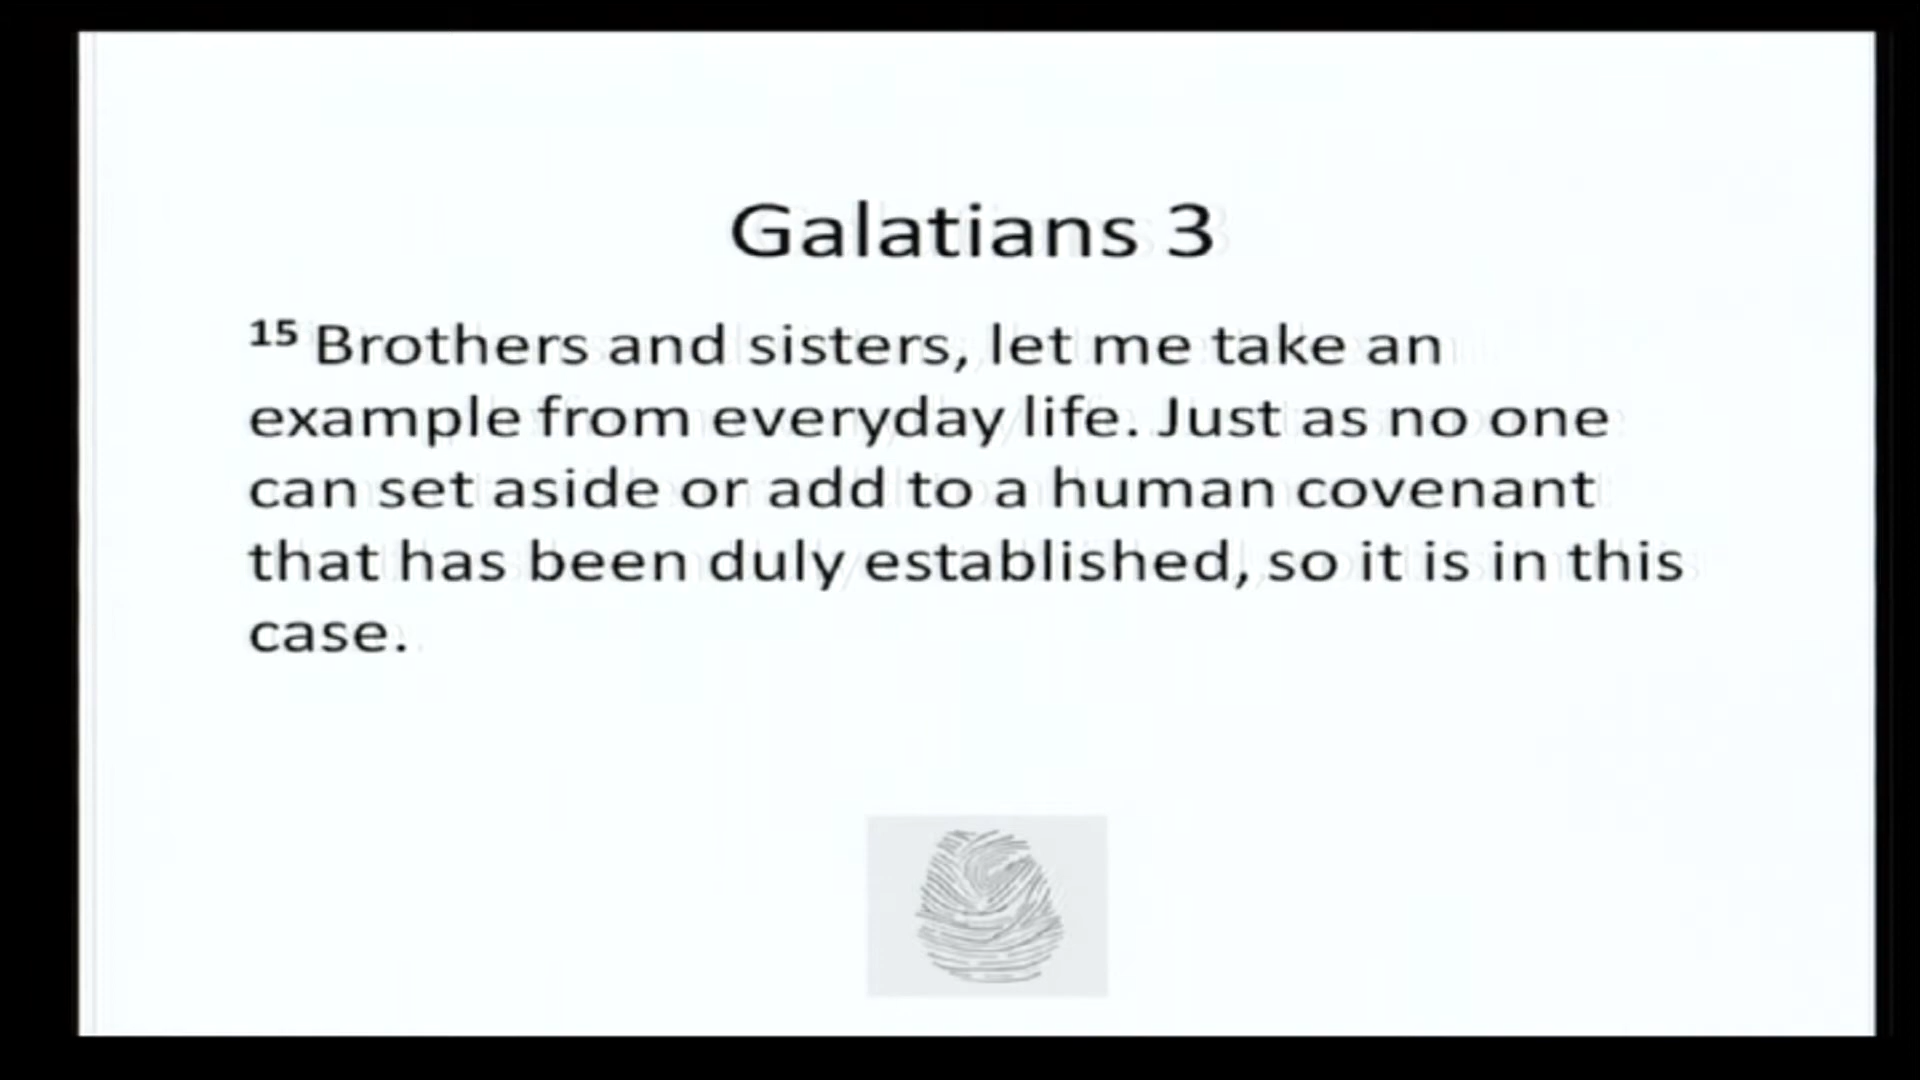 Galatians 3
15 Brothers and sisters, let me take an
example from everyday life. Just as no one
can set aside or add to a human covenant
that has been duly established, so it is in this
case.